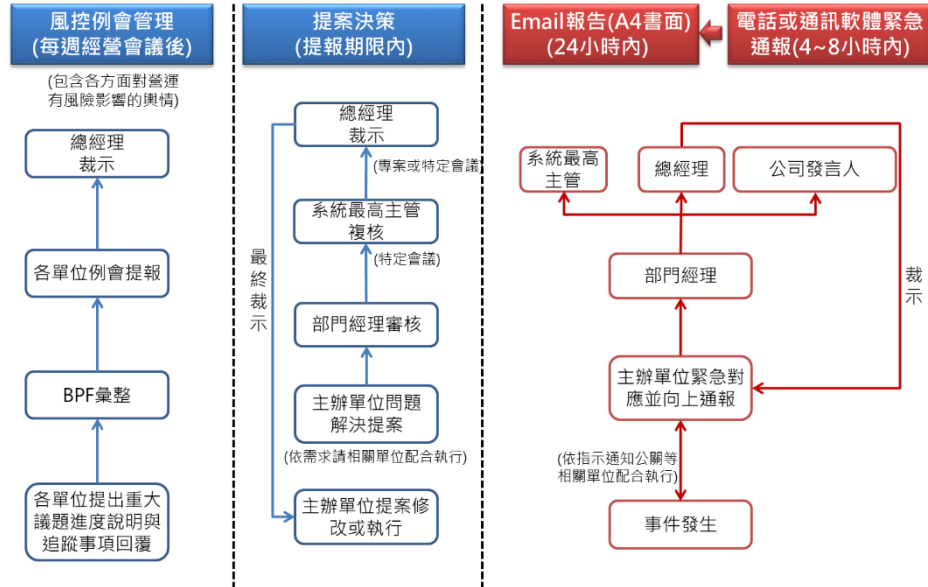 風控例會管理
(每週經營會議後)
(包含各方面對營運
有風險影響的輿情)
總經理
裁示
各單位例會提報
BPF彙整
各單位提出重大
議題進度說明與
追蹤事項回覆
提案決策
(提報期限內)
總經理
裁示
(專案或特定會議)
系統最高主管
複核
(特定會議)
最終裁示
部門經理審核
主辦單位問題
解決提案
(依需求請相關單位配合執行)
主辦單位提案修
改或執行
Email報告(A4書面)
(24小時內)
電話或通訊軟體緊急
通報(4~8小時內)
系統最高
主管
總經理
公司發言人
裁示
部門經理
主辦單位緊急對
應並向上通報
(依指示通知公關等
相關單位配合執行)
事件發生